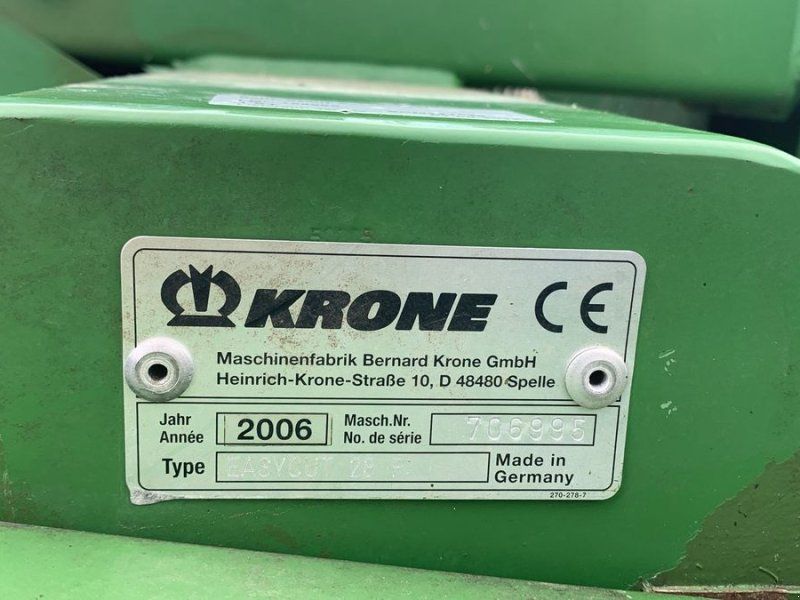 KRONE CE
Maschinenfabrik Bernard Krone GmbH
Heinrich-Krone-Straße 10, D 48480 Spelle
Jahr
Année
2006
Masch.Nr.
No. de série
706995
Type
EASYCUT 28
Made in
Germany
270-278-7